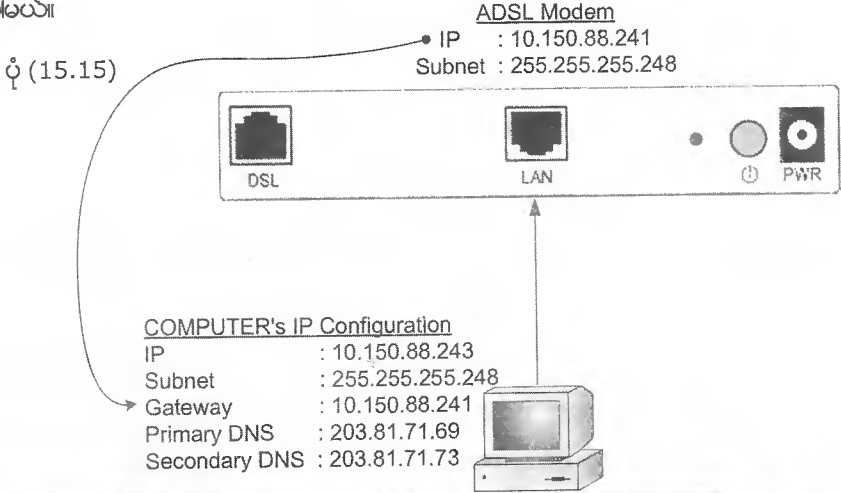 ပုံ (15.15)
ADSL Modem
IP : 10.150.88.241
Subnet : 255.255.255.248
DSL
LAN
PWR
COMPUTER's IP Configuration
IP : 10.150.88.243
Subnet : 255.255.255.248
Gateway : 10.150.88.241
Primary DNS : 203.81.71.69
Secondary DNS : 203.81.71.73